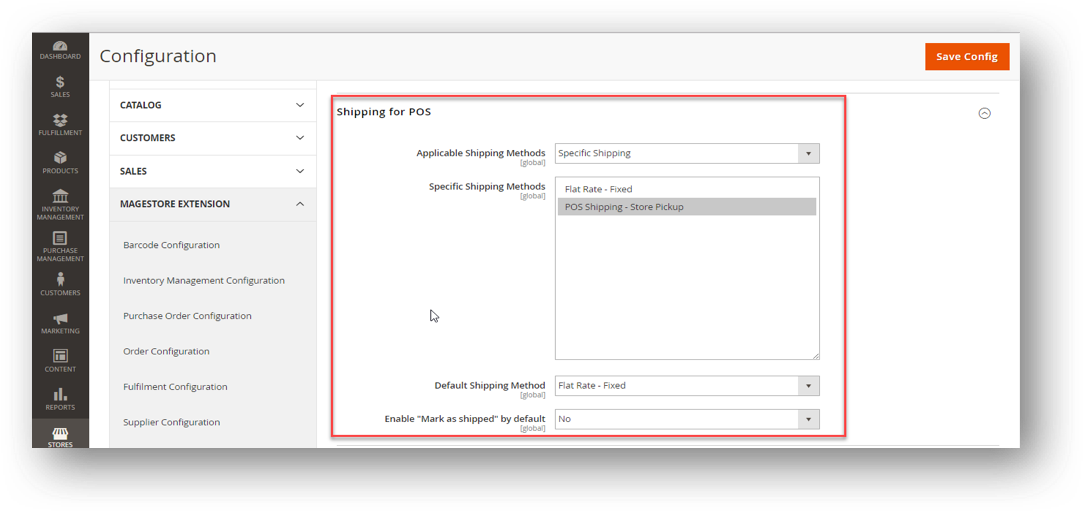 DASHBOARD
$
SALES
FULFILLMENT
PRODUCTS
INVENTORY
MANAGEMENT
PURCHASE
MANAGEMENT
CUSTOMERS
MARKETING
CONTENT
REPORTS
STORES
Configuration
Save Config
CATALOG
CUSTOMERS
SALES
MAGESTORE EXTENSION
Barcode Configuration
Inventory Management Configuration
Purchase Order Configuration
Order Configuration
Fulfilment Configuration
Supplier Configuration
Shipping for POS
Applicable Shipping Methods
[global]
Specific Shipping
Specific Shipping Methods
[global]
Flat Rate - Fixed
POS Shipping - Store Pickup
Default Shipping Method
[global]
Flat Rate - Fixed
Enable "Mark as shipped" by default
[global]
No